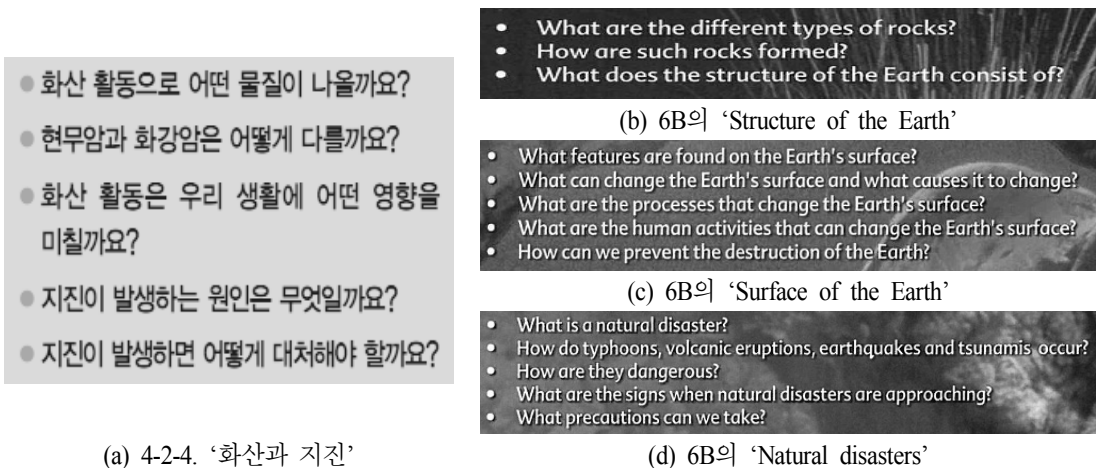 • 화산 활동으로 어떤 물질이 나올까요?
• 현무암과 화강암은 어떻게 다를까요?
• 화산 활동은 우리 생활에 어떤 영향을
미칠까요?
• 지진이 발생하는 원인은 무엇일까요?
• 지진이 발생하면 어떻게 대처해야 할까요?
(a) 4-2-4. ‘화산과 지진’
• What are the different types of rocks?
• How are such rocks formed?
• What does the structure of the Earth consist of?
(b) 6B의 ‘Structure of the Earth’
• What features are found on the Earth's surface?
• What can change the Earth's surface and what causes it to change?
• What are the processes that change the Earth's surface?
• What are the human activities that can change the Earth's surface?
• How can we prevent the destruction of the Earth?
(c) 6B의 ‘Surface of the Earth’
• What is a natural disaster?
• How do typhoons, volcanic eruptions, earthquakes and tsunamis occur?
• How are they dangerous?
• What are the signs when natural disasters are approaching?
• What precautions can we take?
(d) 6B의 ‘Natural disasters’